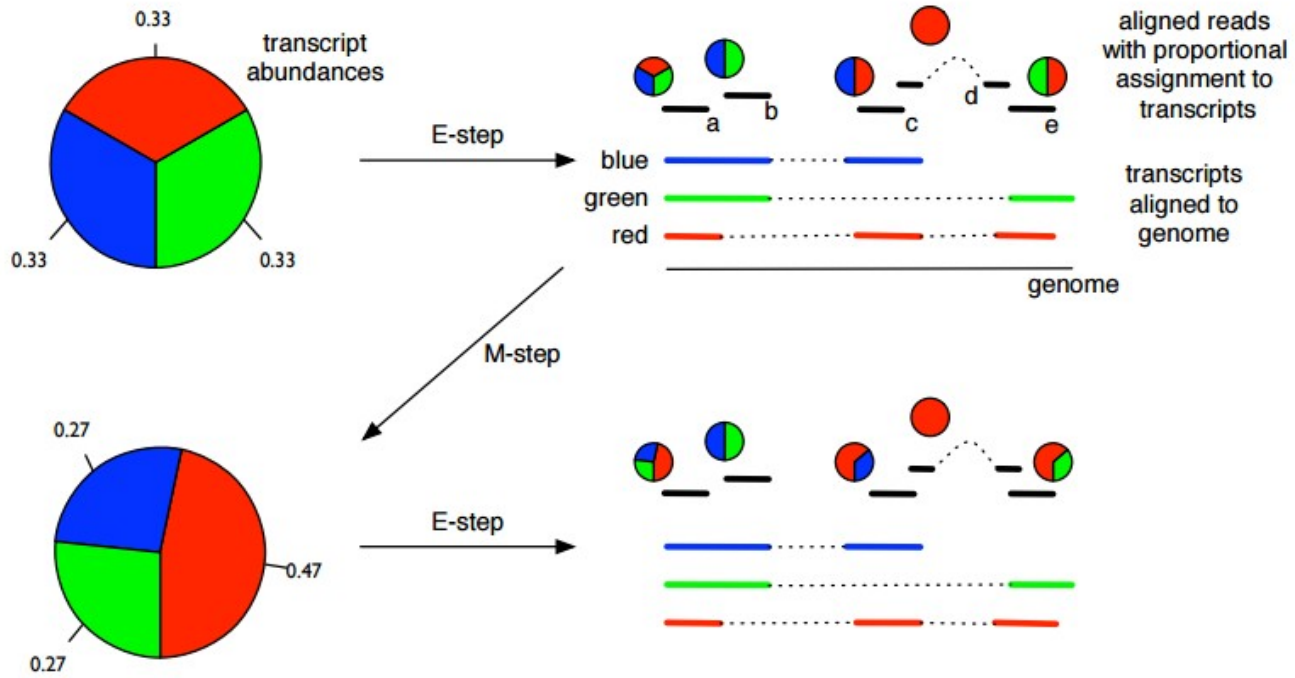 0.33
transcript
abundances
0.33
0.33
E-step
a
b
c
d
e
aligned reads
with proportional
assignment to
transcripts
blue
green
red
transcripts
aligned to
genome
genome
M-step
0.27
0.47
0.27
E-step